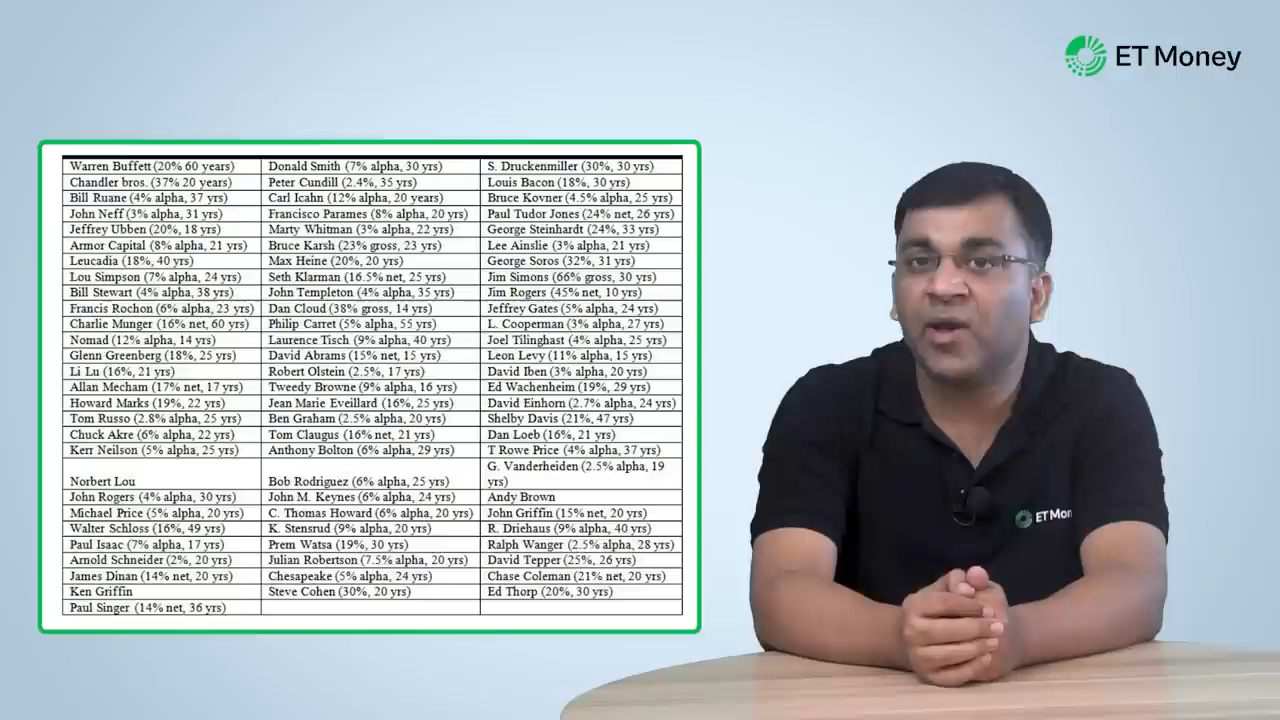 ET Money
Warren Buffett (20% 60 years)
Donald Smith (7% alpha, 30 yrs)
S. Druckenmiller (30%, 30 yrs)
Chandler bros. (37% 20 years)
Peter Cundill (2.4%, 35 yrs)
Louis Bacon (18%, 30 yrs)
Bill Ruane (4% alpha, 37 yrs)
Carl Icahn (12% alpha, 20 years)
Bruce Kovner (4.5% alpha, 25 yrs)
John Neff (3% alpha, 31 yrs)
Francisco Parames (8% alpha, 20 yrs)
Paul Tudor Jones (24% net, 26 yrs)
Jeffrey Ubben (20%, 18 yrs)
Marty Whitman (3% alpha, 22 yrs)
George Steinhardt (24%, 33 yrs)
Armor Capital (8% alpha, 21 yrs)
Bruce Karsh (23% gross, 23 yrs)
Lee Ainslie (3% alpha, 21 yrs)
Leucadia (18%, 40 yrs)
Max Heine (20%, 20 yrs)
George Soros (32%, 31 yrs)
Lou Simpson (7% alpha, 24 yrs)
Seth Klarman (16.5% net, 25 yrs)
Jim Simons (66% gross, 30 yrs)
Bill Stewart (4% alpha, 38 yrs)
John Templeton (4% alpha, 35 yrs)
Jim Rogers (45% net, 10 yrs)
Francis Rochon (6% alpha, 23 yrs)
Dan Cloud (38% gross, 14 yrs)
Jeffrey Gates (5% alpha, 24 yrs)
Charlie Munger (16% net, 60 yrs)
Philip Carret (5% alpha, 55 yrs)
L. Cooperman (3% alpha, 27 yrs)
Nomad (12% alpha, 14 yrs)
Laurence Tisch (9% alpha, 40 yrs)
Joel Tilinghast (4% alpha, 25 yrs)
Glenn Greenberg (18%, 25 yrs)
David Abrams (15% net, 15 yrs)
Leon Levy (11% alpha, 15 yrs)
Li Lu (16%, 21 yrs)
Robert Olstein (2.5%, 17 yrs)
David Iben (3% alpha, 20 yrs)
Allan Mecham (17% net, 17 yrs)
Tweedy Browne (9% alpha, 16 yrs)
Ed Wachenheim (19%, 29 yrs)
Howard Marks (19%, 22 yrs)
Jean Marie Eveillard (16%, 25 yrs)
David Einhorn (2.7% alpha, 24 yrs)
Tom Russo (2.8% alpha, 25 yrs)
Ben Graham (2.5% alpha, 20 yrs)
Shelby Davis (21%, 47 yrs)
Chuck Akre (6% alpha, 22 yrs)
Tom Claugus (16% net, 21 yrs)
Dan Loeb (16%, 21 yrs)
Kerr Neilson (5% alpha, 25 yrs)
Anthony Bolton (6% alpha, 29 yrs)
T Rowe Price (4% alpha, 37 yrs)
Norbert Lou
Bob Rodriguez (6% alpha, 25 yrs)
G. Vanderheiden (2.5% alpha, 19
yrs)
John Rogers (4% alpha, 30 yrs)
John M. Keynes (6% alpha, 24 yrs)
Andy Brown
Michael Price (5% alpha, 20 yrs)
C. Thomas Howard (6% alpha, 20 yrs)
John Griffin (15% net, 20 yrs)
Walter Schloss (16%, 49 yrs)
K. Stensrud (9% alpha, 20 yrs)
R. Driehaus (9% alpha, 40 yrs)
Paul Isaac (7% alpha, 17 yrs)
Prem Watsa (19%, 30 yrs)
Ralph Wanger (2.5% alpha, 28 yrs)
Arnold Schneider (2%, 20 yrs)
Julian Robertson (7.5% alpha, 20 yrs)
David Tepper (25%, 26 yrs)
James Dinan (14% net, 20 yrs)
Chesapeake (5% alpha, 24 yrs)
Chase Coleman (21% net, 20 yrs)
Ken Griffin
Steve Cohen (30%, 20 yrs)
Ed Thorp (20%, 30 yrs)
Paul Singer (14% net, 36 yrs)
ET Mon